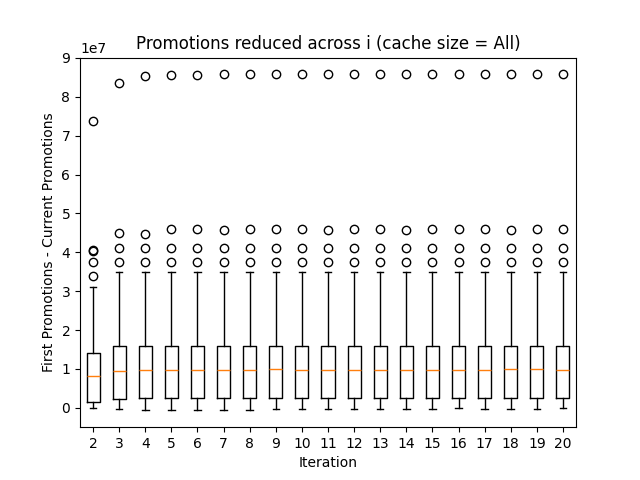 Promotions reduced across i (cache size = All)
1e7
9
8
7
6
5
4
3
2
1
0
First Promotions - Current Promotions
2 3 4 5 6 7 8 9 10 11 12 13 14 15 16 17 18 19 20
Iteration